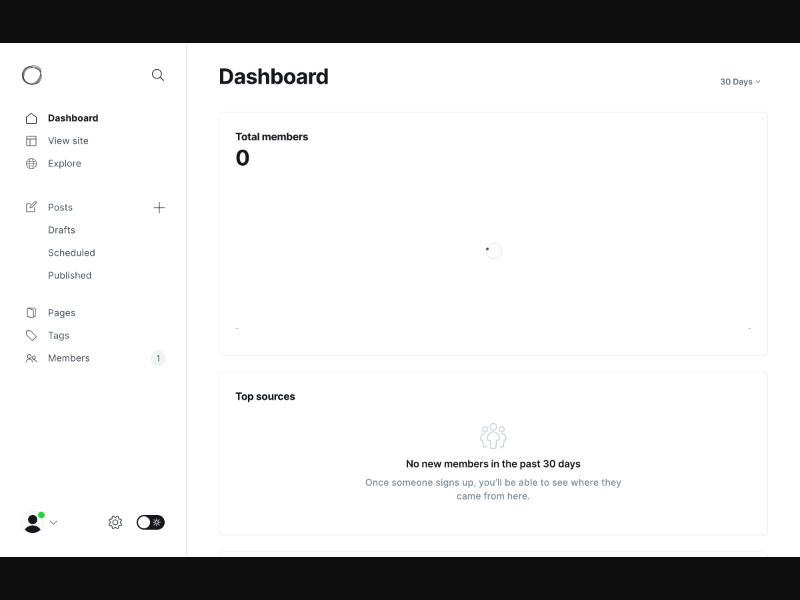 Dashboard
30 Days
Dashboard
View site
Explore
Posts
Drafts
Scheduled
Published
Pages
Tags
Members
1
Total members
0
-
-
Top sources
No new members in the past 30 days
Once someone signs up, you’ll be able to see where they
came from here.